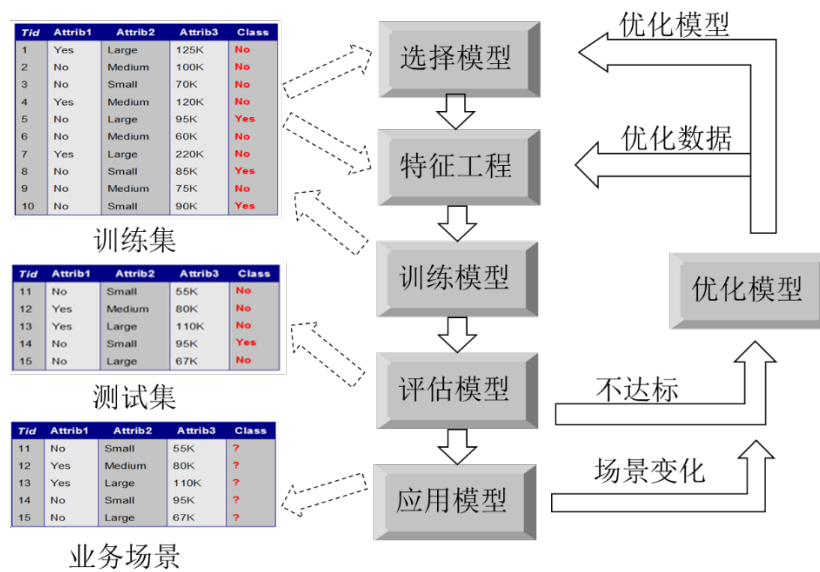 Tid Attrib1 Attrib2 Attrib3 Class
1 Yes Large 125K No
2 No Medium 100K No
3 No Small 70K No
4 Yes Medium 120K No
5 No Large 95K Yes
6 No Medium 60K No
7 Yes Large 220K No
8 No Small 85K Yes
9 No Medium 75K No
10 No Small 90K Yes
训练集
Tid Attrib1 Attrib2 Attrib3 Class
11 No Small 55K No
12 Yes Medium 80K No
13 Yes Large 110K No
14 No Small 95K Yes
15 No Large 67K No
测试集
Tid Attrib1 Attrib2 Attrib3 Class
11 No Small 55K ?
12 Yes Medium 80K ?
13 Yes Large 110K ?
14 No Small 95K ?
15 No Large 67K ?
业务场景
选择模型
特征工程
训练模型
评估模型
应用模型
优化模型
优化数据
优化模型
不达标
场景变化